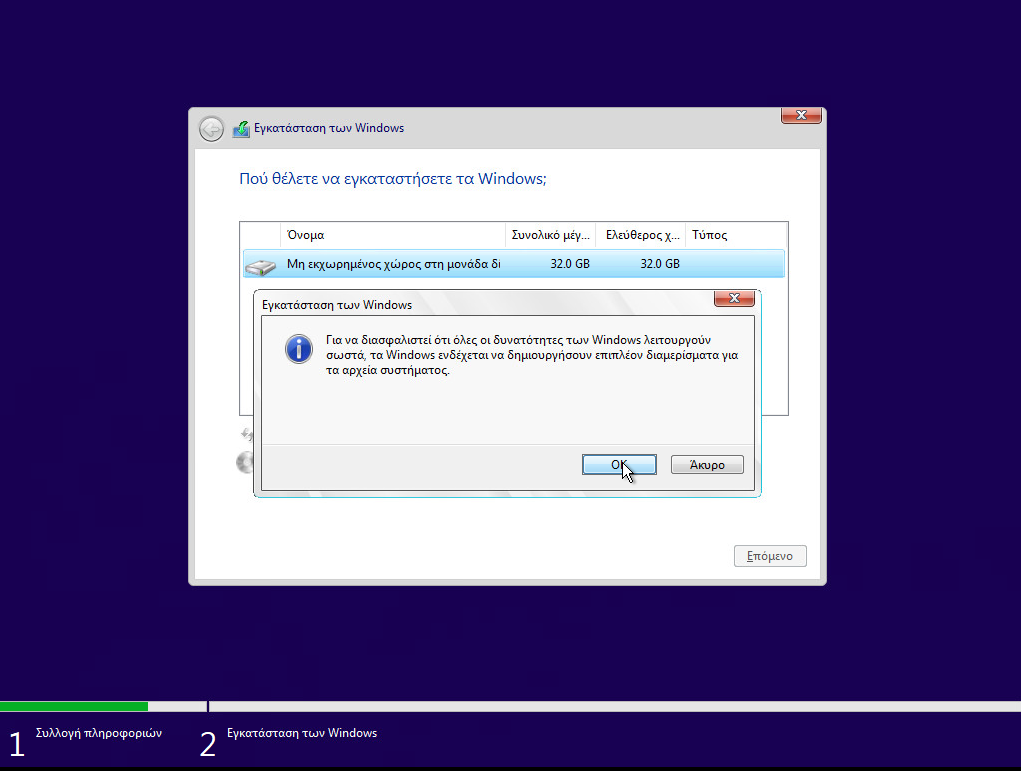 Εγκατάσταση των Windows
Πού θέλετε να εγκαταστήσετε τα Windows;
Όνομα Συνολικό μέγ... Ελεύθερος χ... Τύπος
Μη εκχωρημένος χώρος στη μονάδα δι 32.0 GB 32.0 GB
Εγκατάσταση των Windows
Για να διασφαλιστεί ότι όλες οι δυνατότητες των Windows λειτουργούν
σωστά, τα Windows ενδέχεται να δημιουργήσουν επιπλέον διαμερίσματα για
τα αρχεία συστήματος.
OK Άκυρο
Επόμενο
1 Συλλογή πληροφοριών 2 Εγκατάσταση των Windows